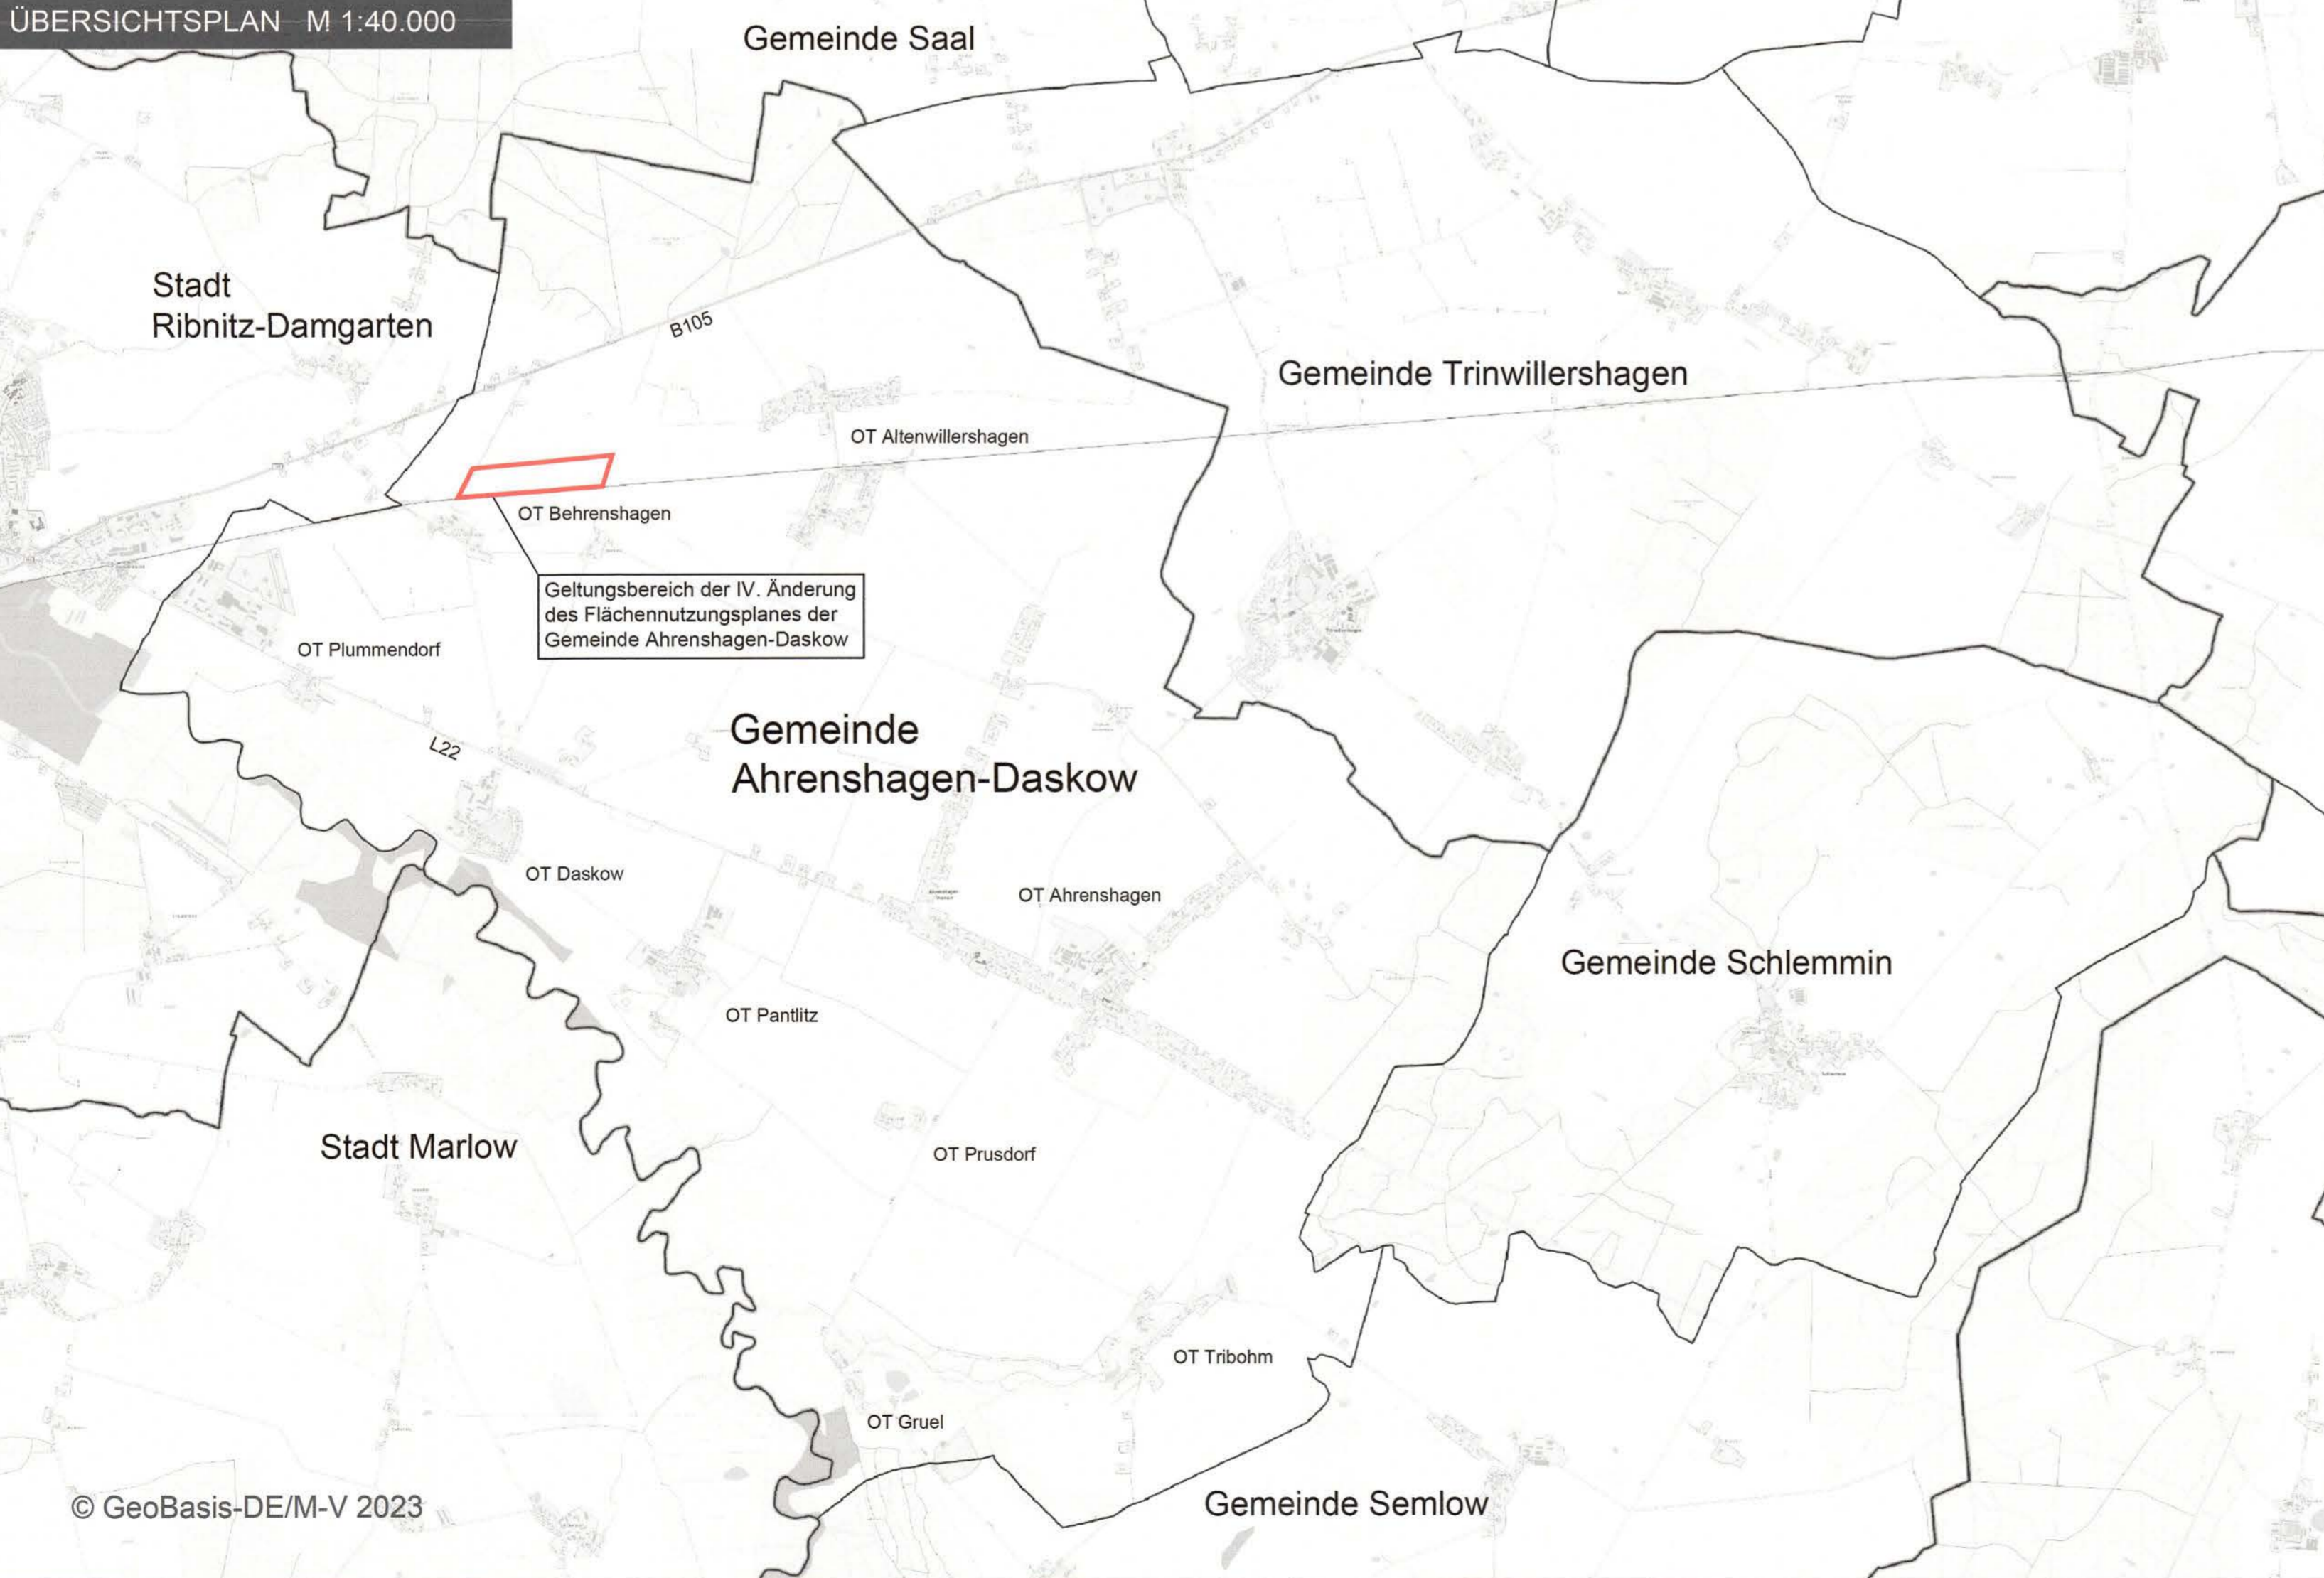 ÜBERSICHTSPLAN M 1:40.000
Gemeinde Saal
Stadt
Ribnitz-Damgarten
B105
Gemeinde Trinwillershagen
OT Altenwillershagen
OT Behrenshagen
Geltungsbereich der IV. Änderung
des Flächennutzungsplanes der
Gemeinde Ahrenshagen-Daskow
OT Plummendorf
L22
Gemeinde
Ahrenshagen-Daskow
OT Daskow
OT Ahrenshagen
Gemeinde Schlemmin
OT Pantlitz
Stadt Marlow
OT Prusdorf
OT Tribohm
OT Gruel
Gemeinde Semlow
© GeoBasis-DE/M-V 2023